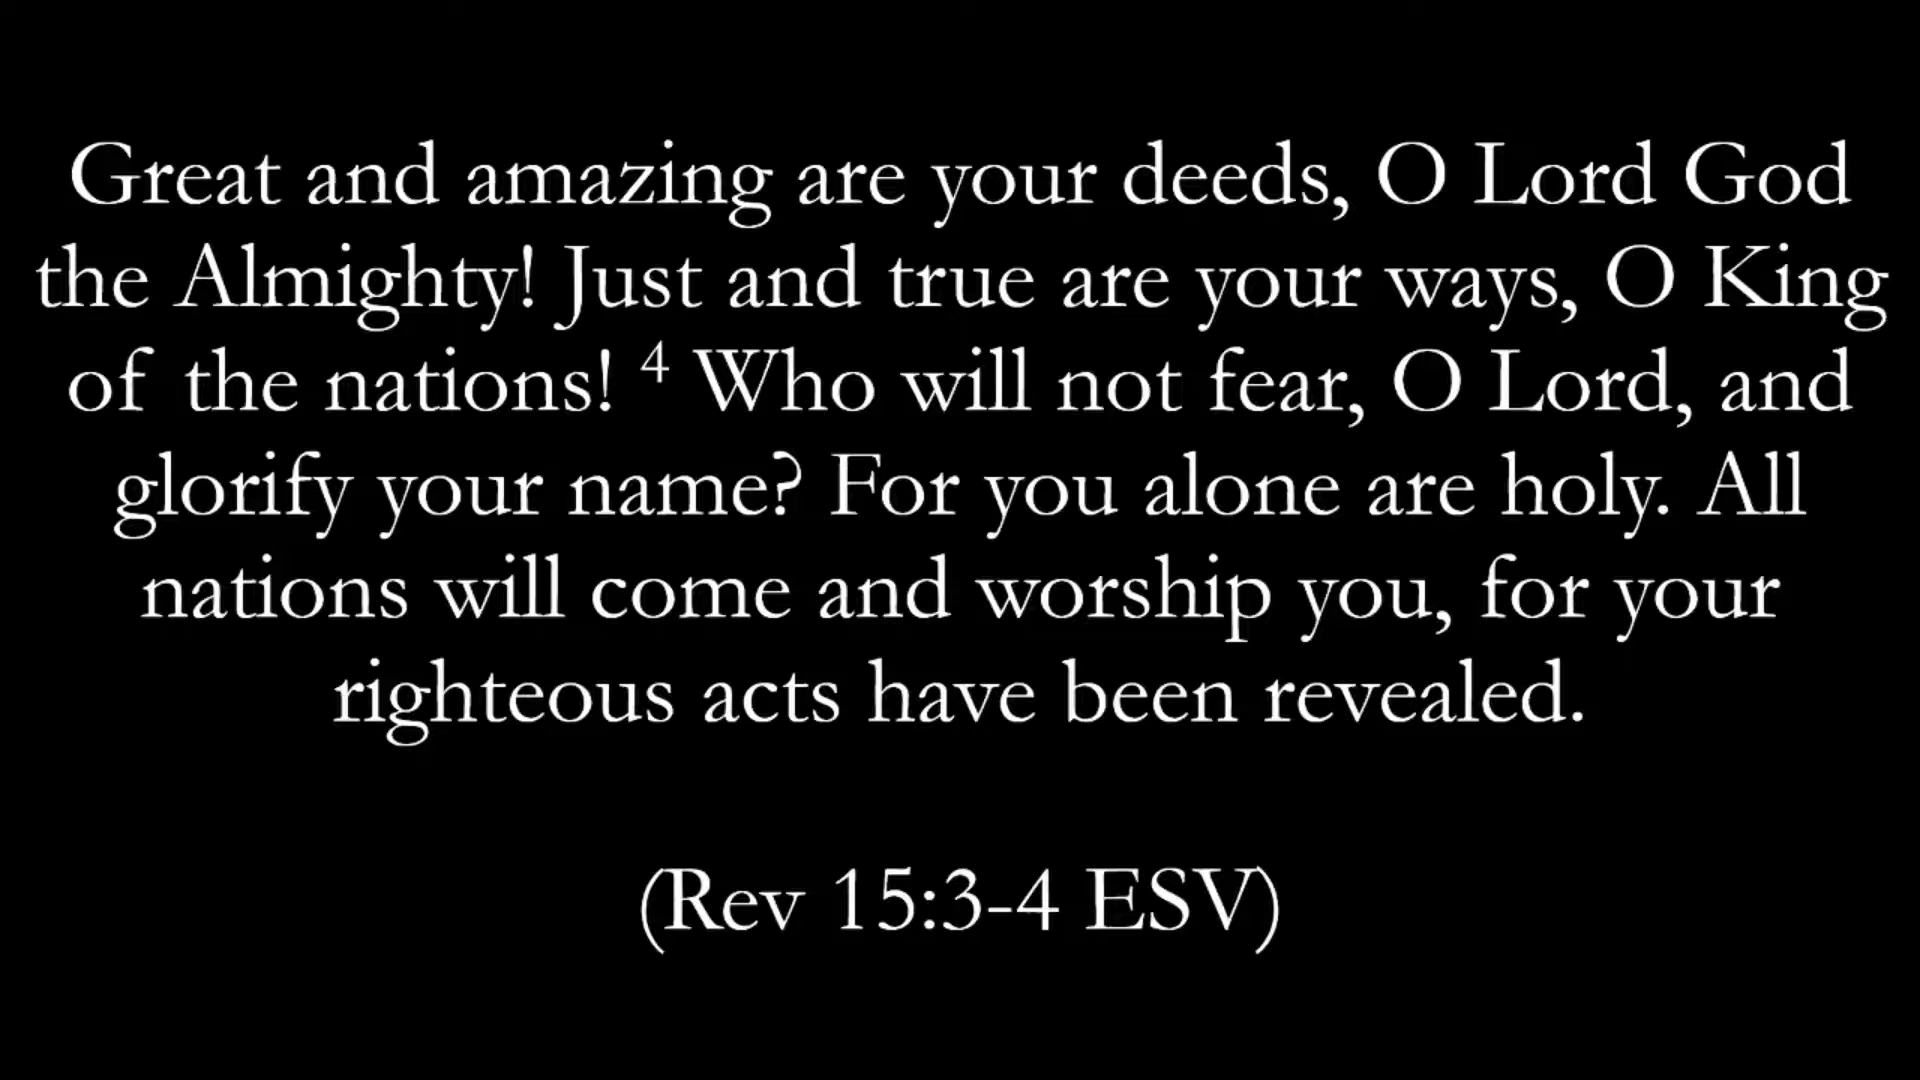 Great and amazing are your deeds, O Lord God
the Almighty! Just and true are your ways, O King
of the nations! ⁴ Who will not fear, O Lord, and
glorify your name? For you alone are holy. All
nations will come and worship you, for your
righteous acts have been revealed.
(Rev 15:3-4 ESV)